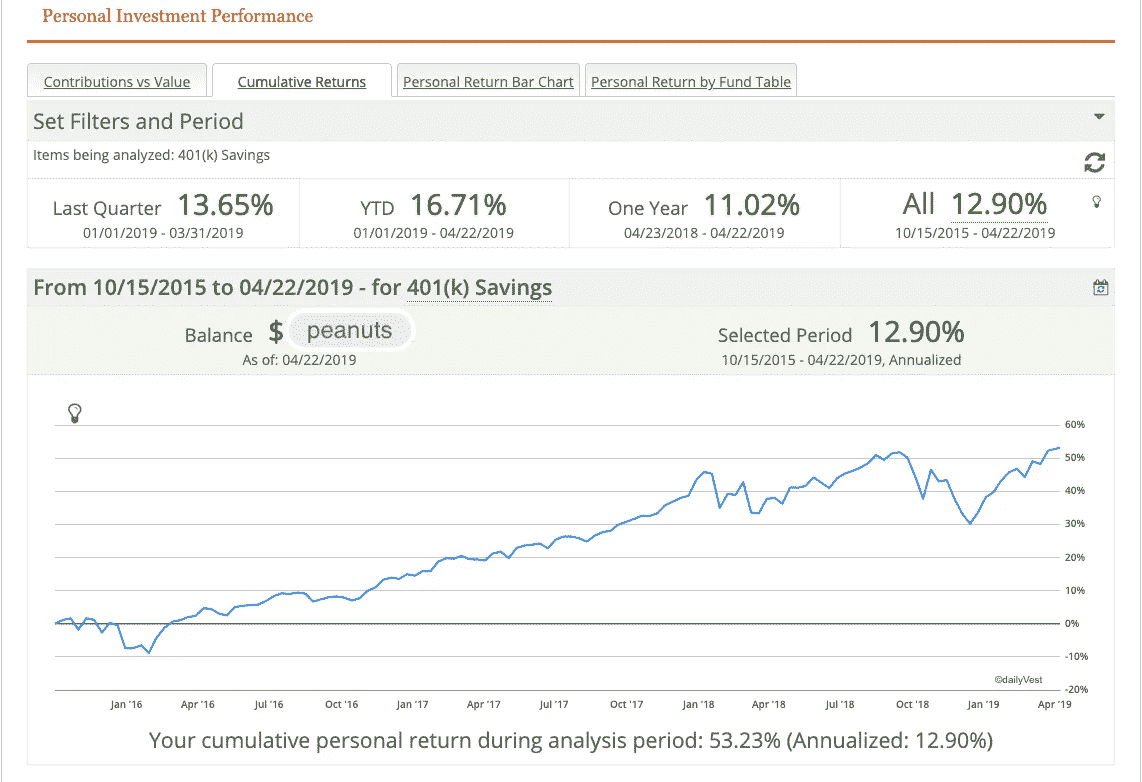 Personal Investment Performance
Contributions vs Value Cumulative Returns Personal Return Bar Chart Personal Return by Fund Table
Set Filters and Period
Items being analyzed: 401(k) Savings
Last Quarter 13.65% YTD 16.71% One Year 11.02% All 12.90%
01/01/2019 - 03/31/2019 01/01/2019 - 04/22/2019 04/23/2018 - 04/22/2019 10/15/2015 - 04/22/2019
From 10/15/2015 to 04/22/2019 - for 401(k) Savings
Balance $ peanuts Selected Period 12.90%
As of: 04/22/2019 10/15/2015 - 04/22/2019, Annualized
60%
50%
40%
30%
20%
10%
0%
-10%
©dailyVest
-20%
Jan '16 Apr '16 Jul '16 Oct '16 Jan '17 Apr '17 Jul '17 Oct '17 Jan '18 Apr '18 Jul '18 Oct '18 Jan '19 Apr '19
Your cumulative personal return during analysis period: 53.23% (Annualized: 12.90%)